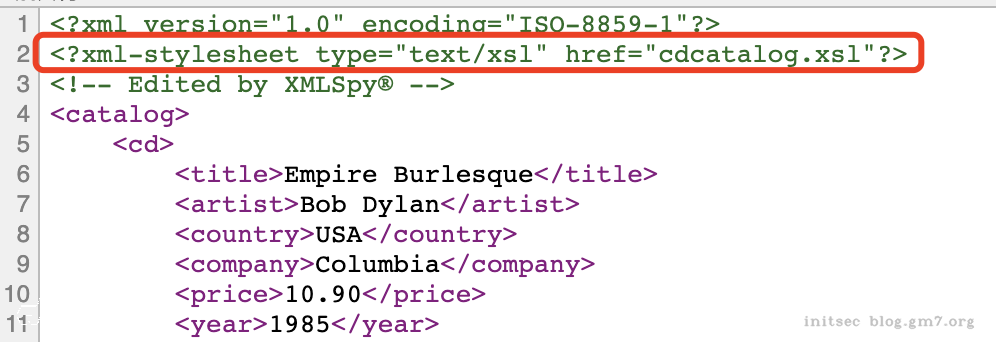 1 <?xml version="1.0" encoding="ISO-8859-1"?>
2 <?xml-stylesheet type="text/xsl" href="cdcatalog.xsl"?>
3 <!-- Edited by XMLSpy® -->
4 <catalog>
5 <cd>
6 <title>Empire Burlesque</title>
7 <artist>Bob Dylan</artist>
8 <country>USA</country>
9 <company>Columbia</company>
10 <price>10.90</price>
11 <year>1985</year>
initsec blog.gm7.org